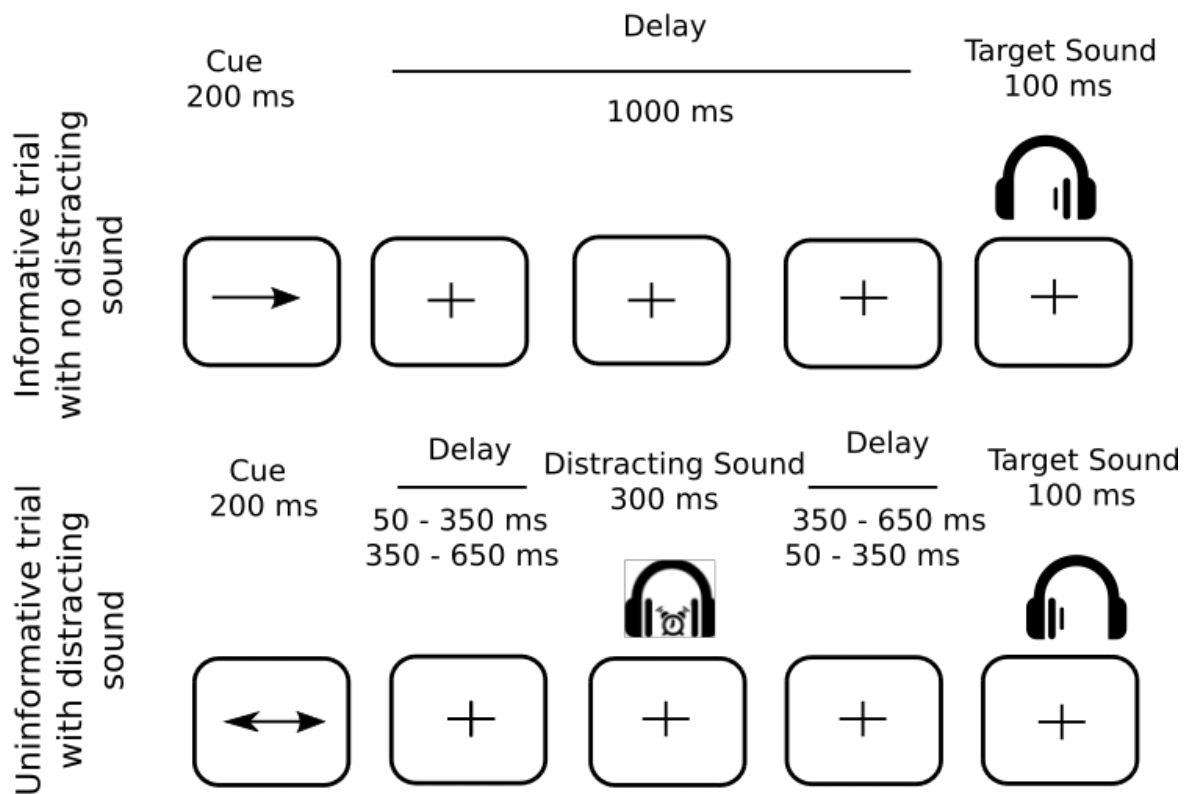 Informative trial
with no distracting
sound
Cue
200 ms
Delay
1000 ms
Target Sound
100 ms
Uninformative trial
with distracting
sound
Cue
200 ms
Delay
50 - 350 ms
350 - 650 ms
Distracting Sound
300 ms
Delay
350 - 650 ms
50 - 350 ms
Target Sound
100 ms